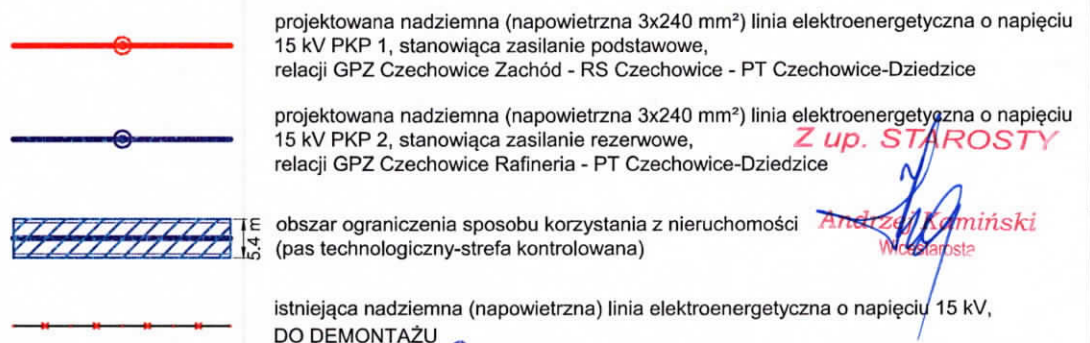 projektowana nadziemna (napowietrzna 3x240 mm²) linia elektroenergetyczna o napięciu
15 kV PKP 1, stanowiąca zasilanie podstawowe,
relacji GPZ Czechowice Zachód - RS Czechowice - PT Czechowice-Dziedzice
projektowana nadziemna (napowietrzna 3x240 mm²) linia elektroenergetyczna o napięciu
15 kV PKP 2, stanowiąca zasilanie rezerwowe,
relacji GPZ Czechowice Rafineria - PT Czechowice-Dziedzice
Z up. STAROSTY
5.4 m
obszar ograniczenia sposobu korzystania z nieruchomości
(pas technologiczny-strefa kontrolowana)
Andrzej Kamiński
Wicestarosta
istniejąca nadziemna (napowietrzna) linia elektroenergetyczna o napięciu 15 kV,
DO DEMONTAŻU